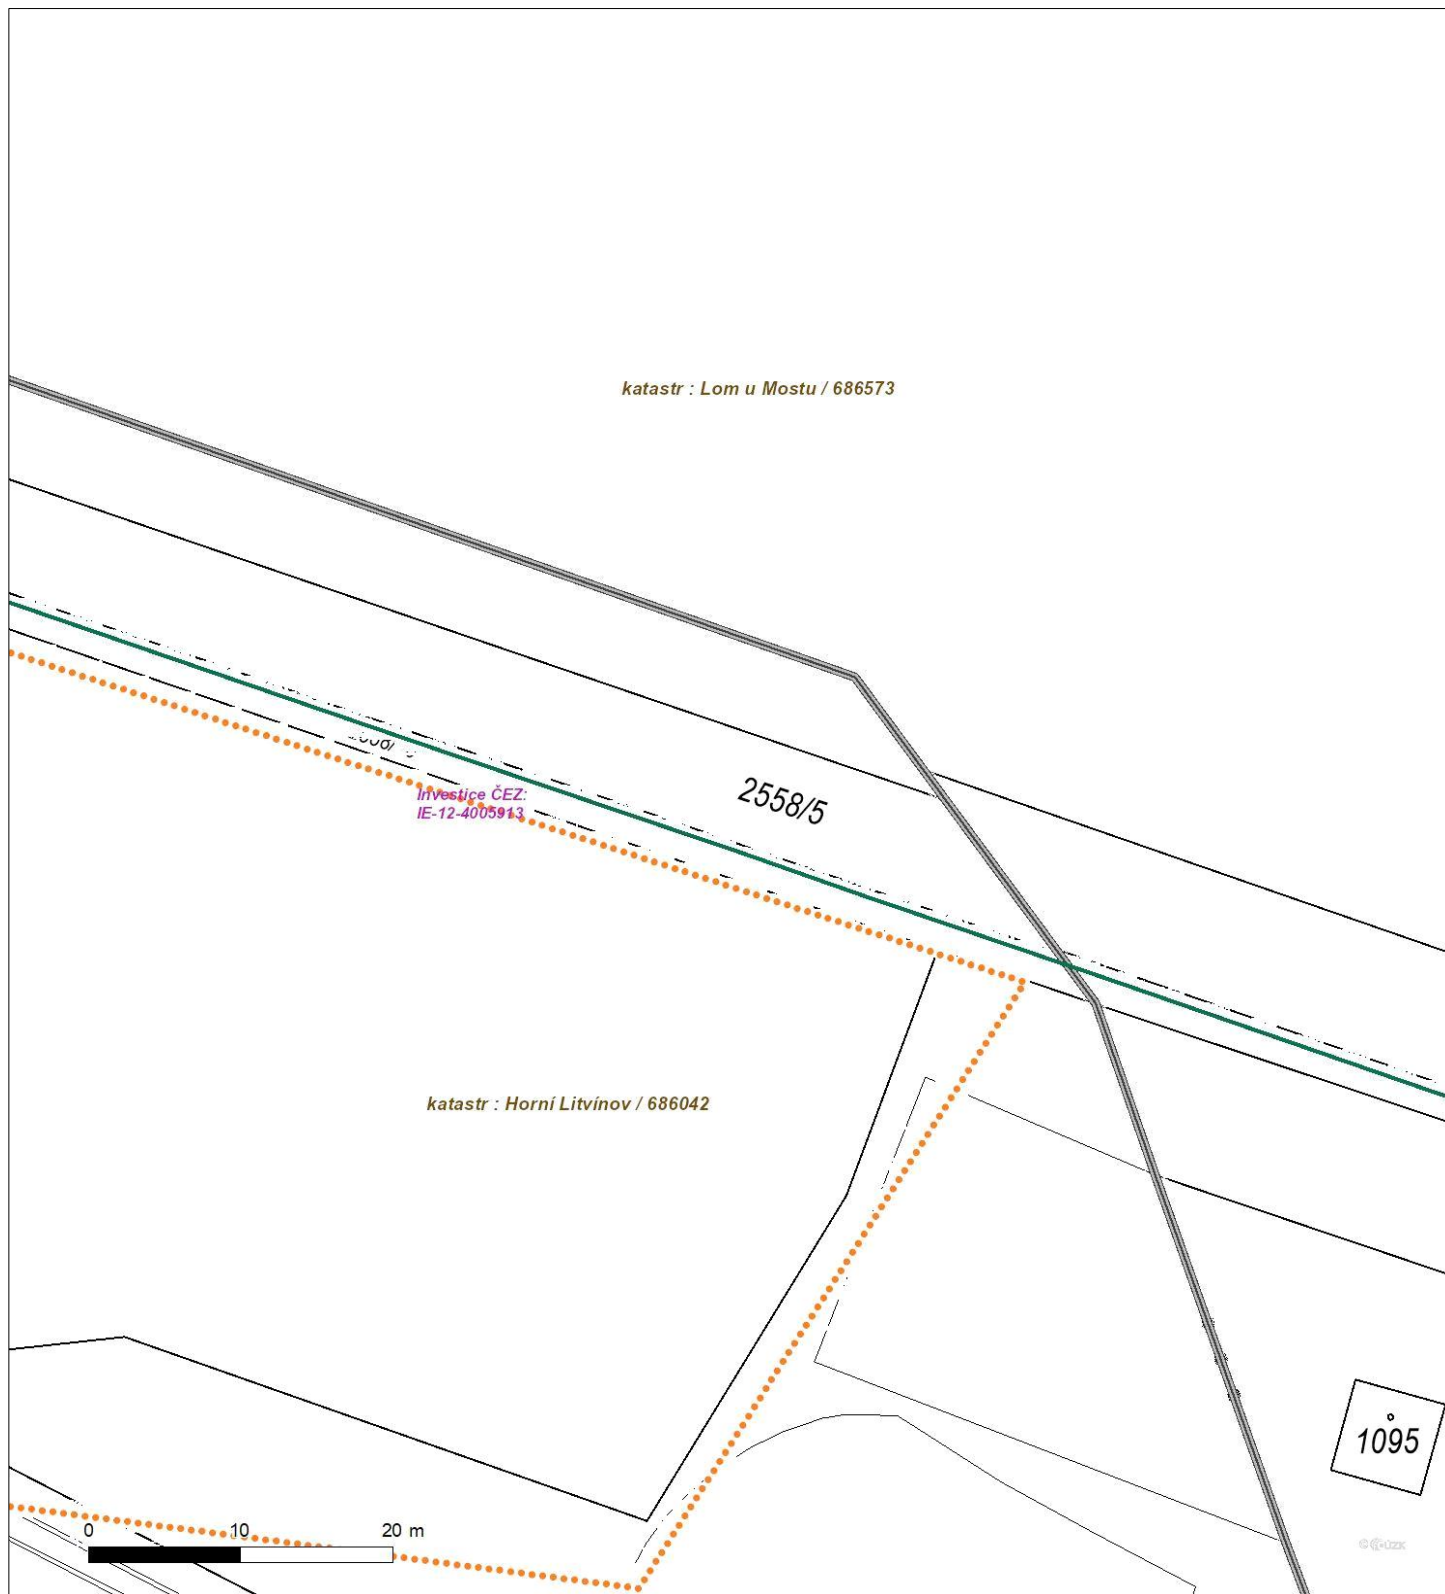 katastr : Lom u Mostu / 686573
2558/5
Investice ČEZ:
IE-12-4005913
katastr : Horní Litvínov / 686042
1095
0 10 20 m